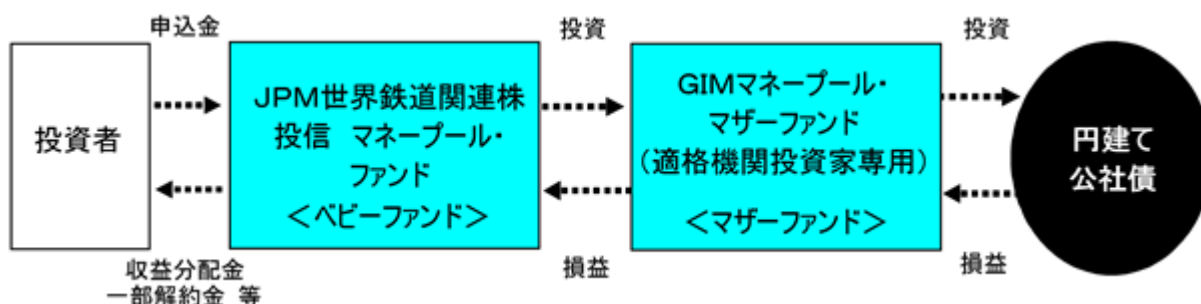 申込金
投資
投資
投資者
JPM世界鉄道関連株
投信 マネープール・
ファンド
＜ベビーファンド＞
GIMマネープール・
マザーファンド
（適格機関投資家専用）
＜マザーファンド＞
円建て
公社債
収益分配金
一部解約金 等
損益
損益